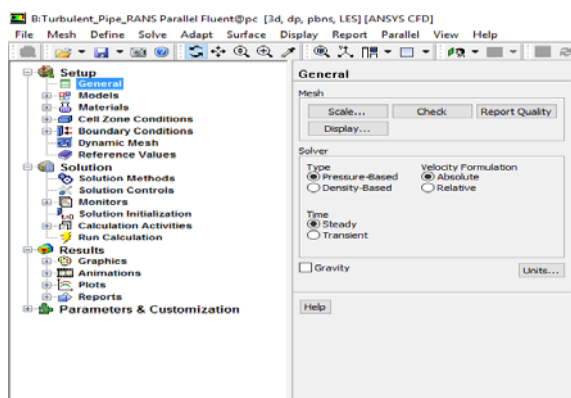 B:Turbulent_Pipe_RANS Parallel Fluent@pc [3d, dp, pbns, LES] [ANSYS CFD]
File Mesh Define Solve Adapt Surface Display Report Parallel View Help
Setup
General
Models
Materials
Cell Zone Conditions
Boundary Conditions
Dynamic Mesh
Reference Values
Solution
Solution Methods
Solution Controls
Monitors
Solution Initialization
Calculation Activities
Run Calculation
Results
Graphics
Animations
Plots
Reports
Parameters & Customization
General
Mesh
Scale... Check Report Quality
Display...
Solver
Type Velocity Formulation
Pressure-Based Absolute
Density-Based Relative
Time
Steady
Transient
Gravity Units...
Help